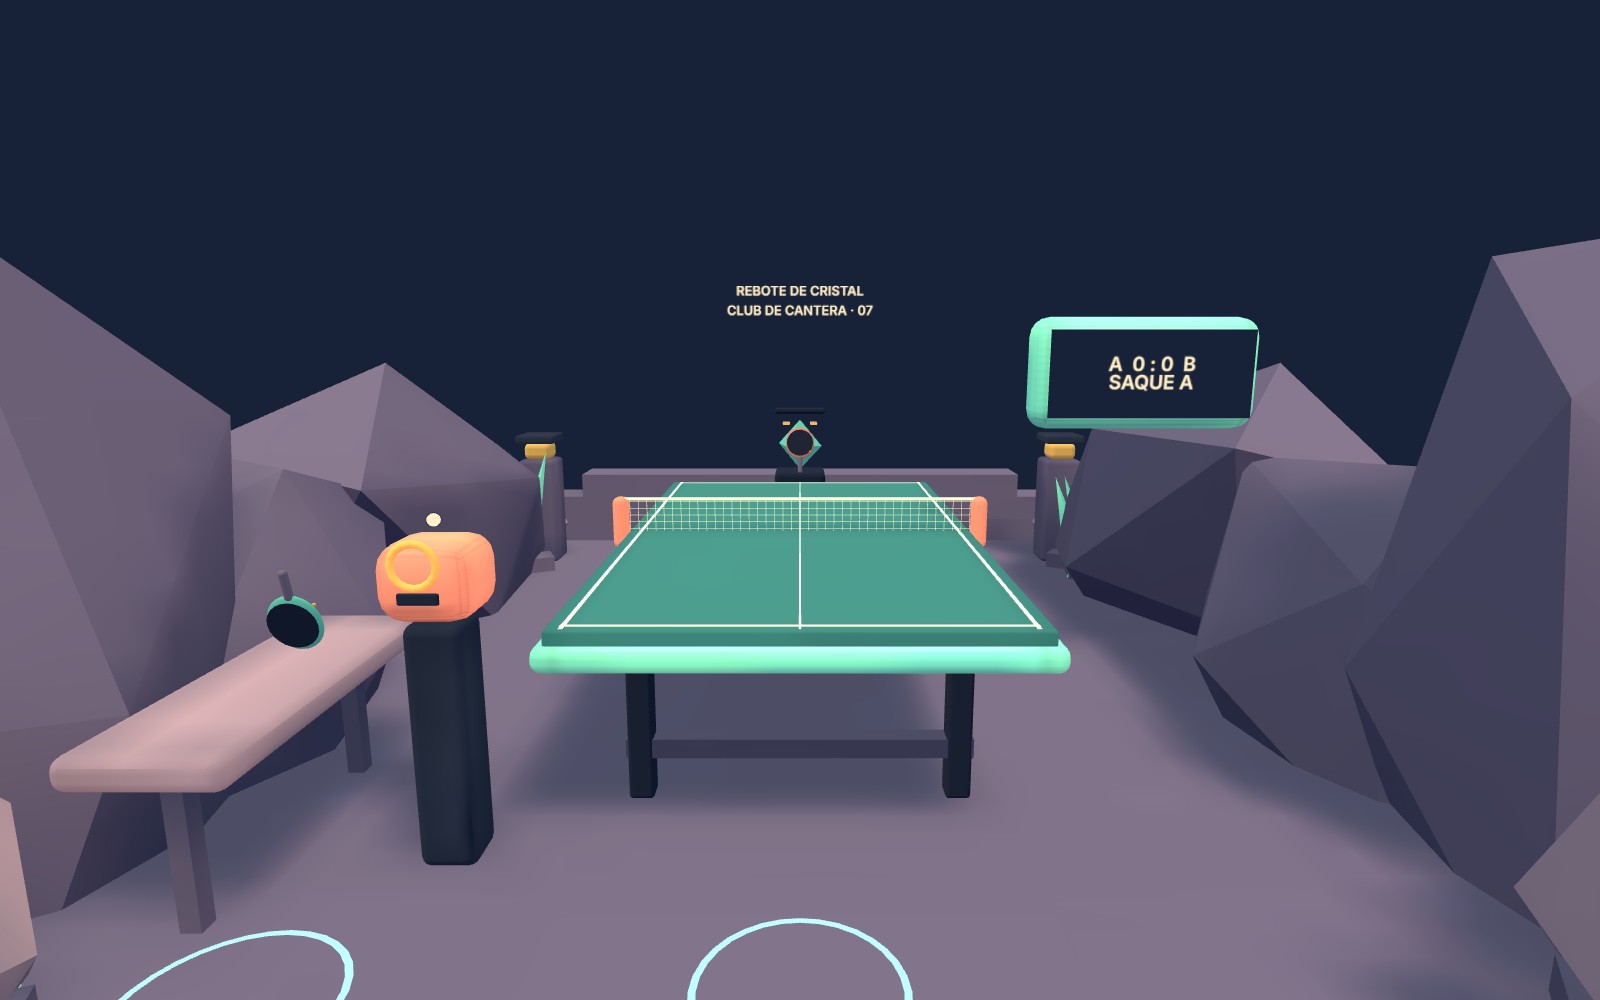 REBOTE DE CRISTAL
CLUB DE CANTERA · 07
A 0:0 B
SAQUE A